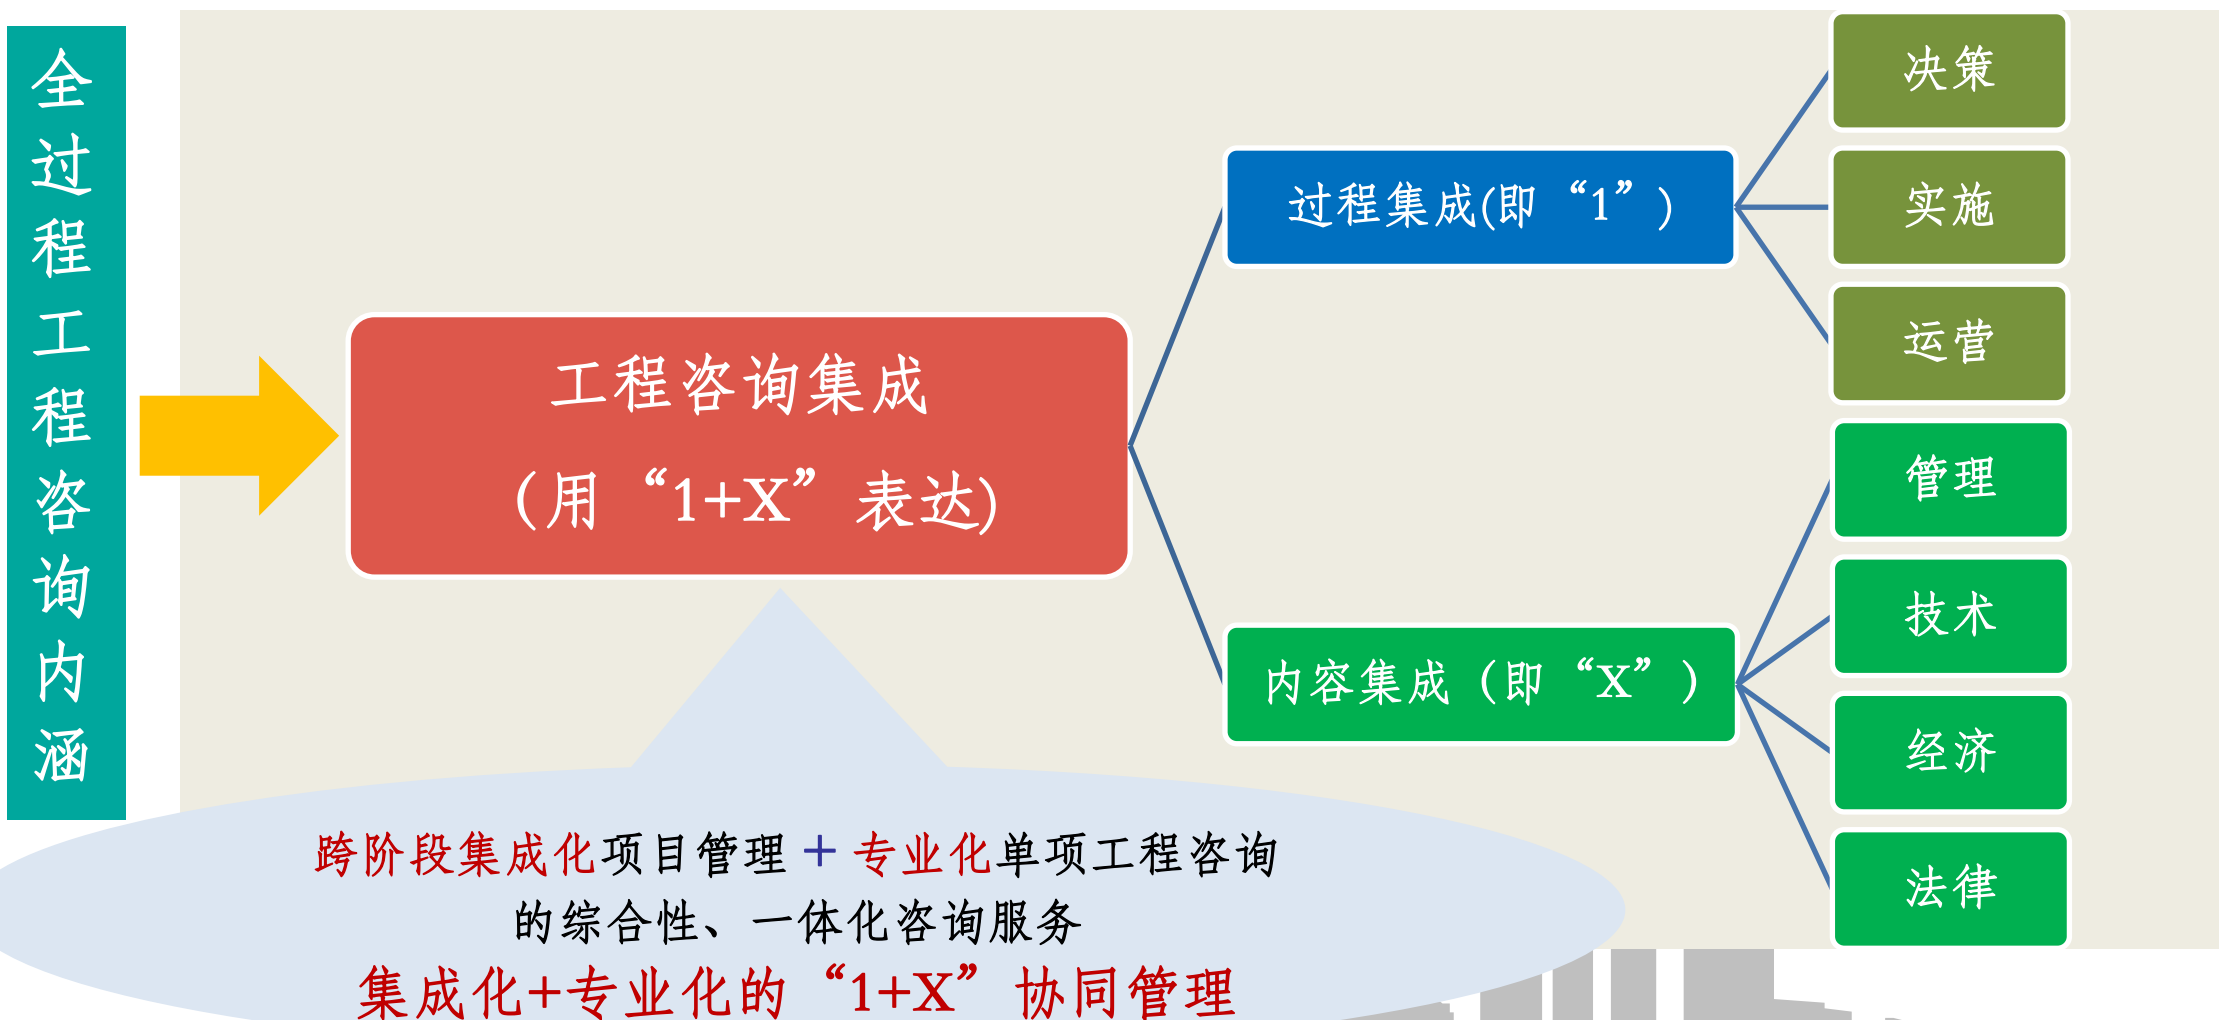 全过程工程咨询内涵
工程咨询集成
（用“1+X”表达)
过程集成(即“1”)
决策
实施
运营
内容集成（即“X”）
管理
技术
经济
法律
跨阶段集成化项目管理 + 专业化单项工程咨询
的综合性、一体化咨询服务
集成化+专业化的“1+X”协同管理